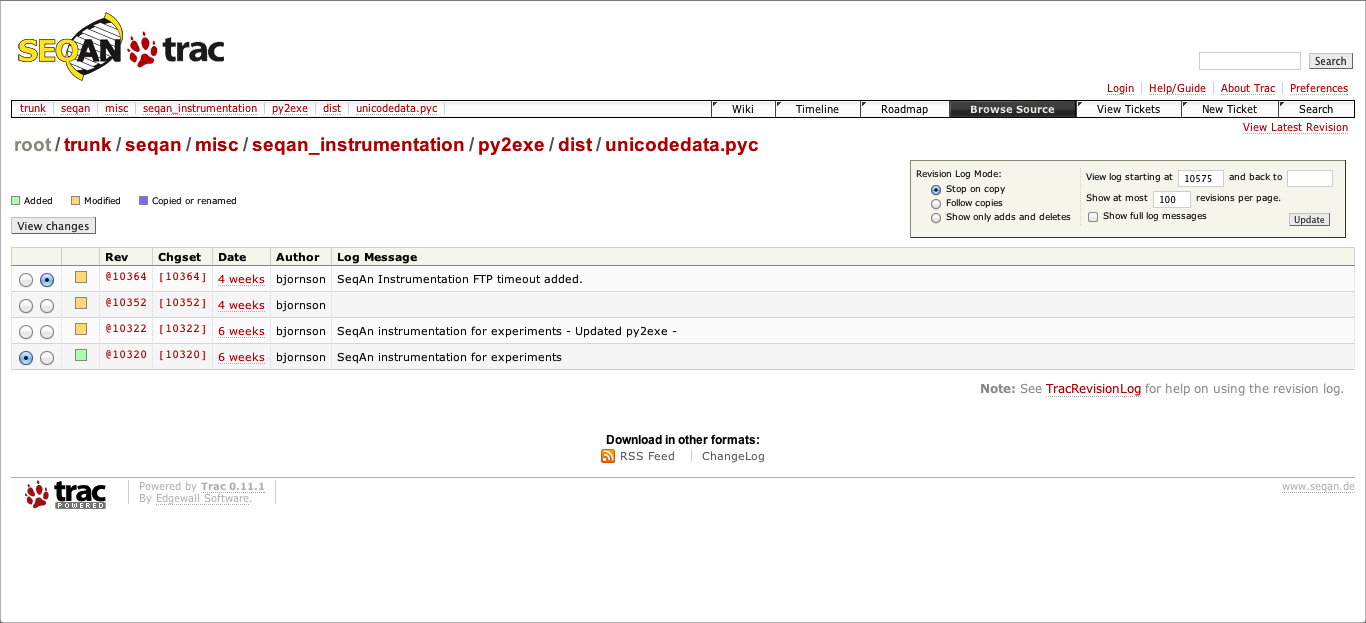 SEQAN trac
Search
Login Help/Guide About Trac Preferences
trunk seqan misc seqan_instrumentation py2exe dist unicodedata.pyc Wiki Timeline Roadmap Browse Source View Tickets New Ticket Search
View Latest Revision
root / trunk / seqan / misc / seqan_instrumentation / py2exe / dist / unicodedata.pyc
Revision Log Mode: View log starting at 10575 and back to
Stop on copy
Follow copies Show at most 100 revisions per page.
Show only adds and deletes Show full log messages Update
Added Modified Copied or renamed
View changes
Rev Chgset Date Author Log Message
@10364 [10364] 4 weeks bjornson SeqAn Instrumentation FTP timeout added.
@10352 [10352] 4 weeks bjornson
@10322 [10322] 6 weeks bjornson SeqAn instrumentation for experiments - Updated py2exe -
@10320 [10320] 6 weeks bjornson SeqAn instrumentation for experiments
Note: See TracRevisionLog for help on using the revision log.
Download in other formats:
RSS Feed ChangeLog
trac POWERED
Powered by Trac 0.11.1
By Edgewall Software.
www.seqan.de